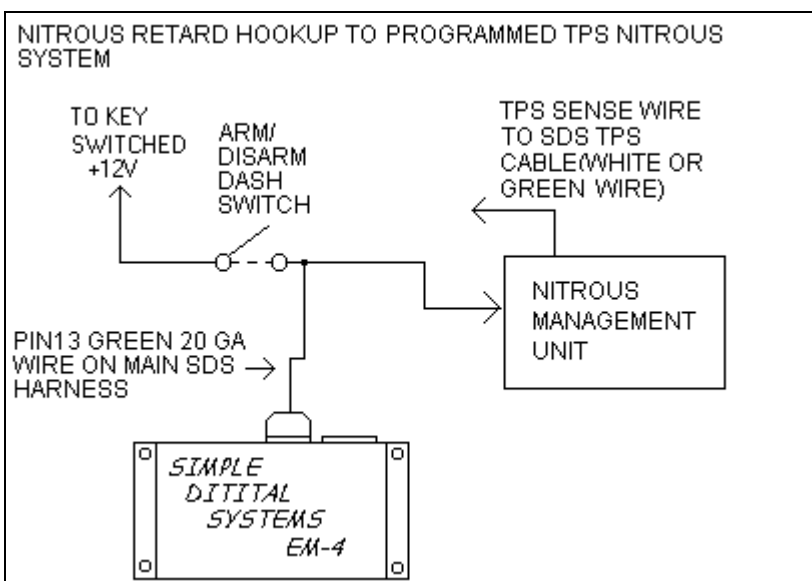 NITROUS RETARD HOOKUP TO PROGRAMMED TPS NITROUS
SYSTEM
TO KEY
SWITCHED
+12V
ARM/
DISARM
DASH
SWITCH
TPS SENSE WIRE
TO SDS TPS
CABLE(WHITE OR
GREEN WIRE)
NITROUS
MANAGEMENT
UNIT
PIN13 GREEN 20 GA
WIRE ON MAIN SDS
HARNESS
SIMPLE
DITITAL
SYSTEMS
EM-4